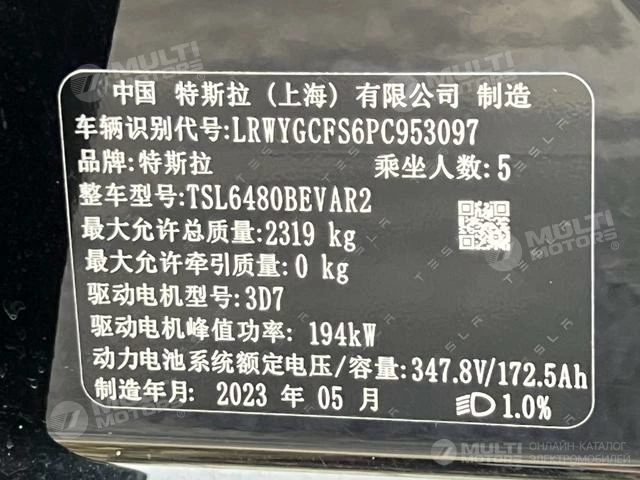 中国 特斯拉 (上海) 有限公司 制造
车辆识别代号:LRWYGCFS6PC953097
品牌:特斯拉 乘坐人数:5
整车型号:TSL6480BEVAR2
最大允许总质量:2319 kg
最大允许牵引质量:0 kg
驱动电机型号:3D7
驱动电机峰值功率: 194kW
动力电池系统额定电压/容量:347.8V/172.5Ah
制造年月: 2023 年 05 月
1.0%
TESLA
MULTI MOTORS
ОНЛАЙН-КАТАЛОГ
ЭЛЕКТРОМОБИЛЕЙ